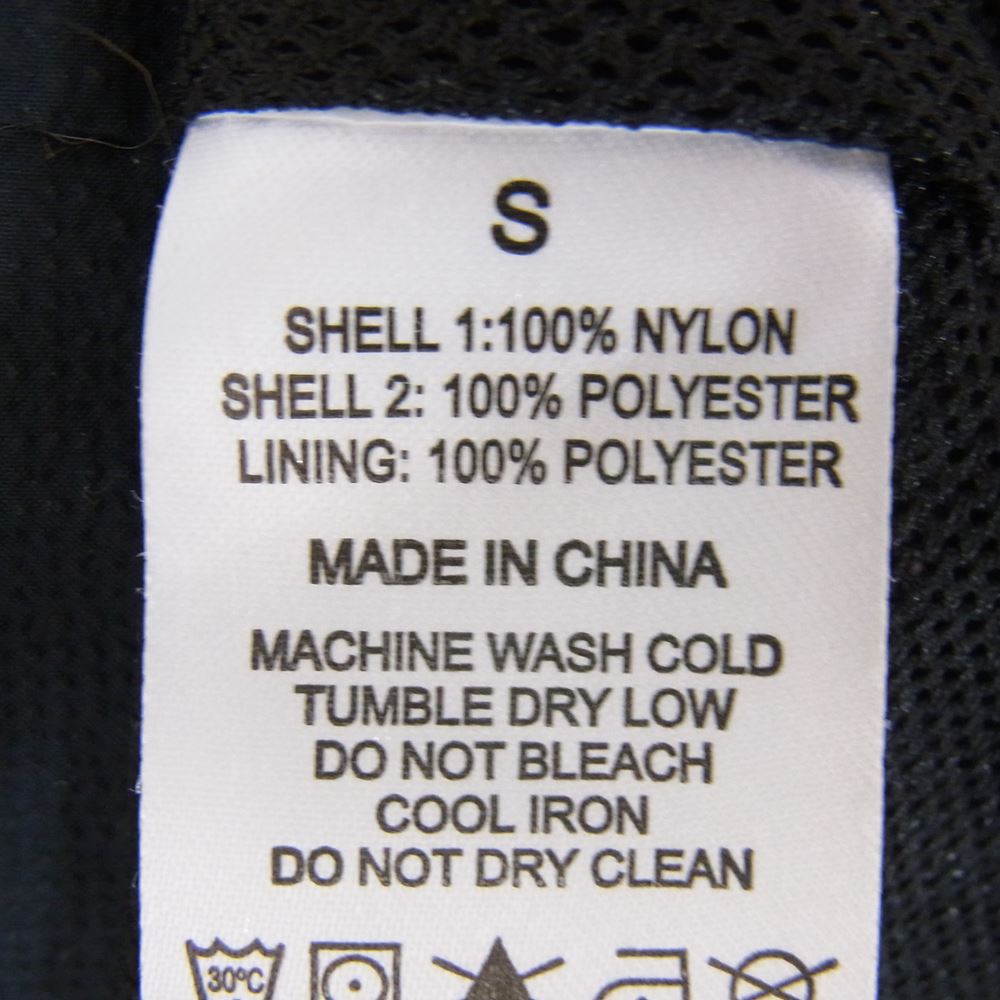 S
SHELL 1:100% NYLON
SHELL 2: 100% POLYESTER
LINING: 100% POLYESTER
MADE IN CHINA
MACHINE WASH COLD
TUMBLE DRY LOW
DO NOT BLEACH
COOL IRON
DO NOT DRY CLEAN
30ºC